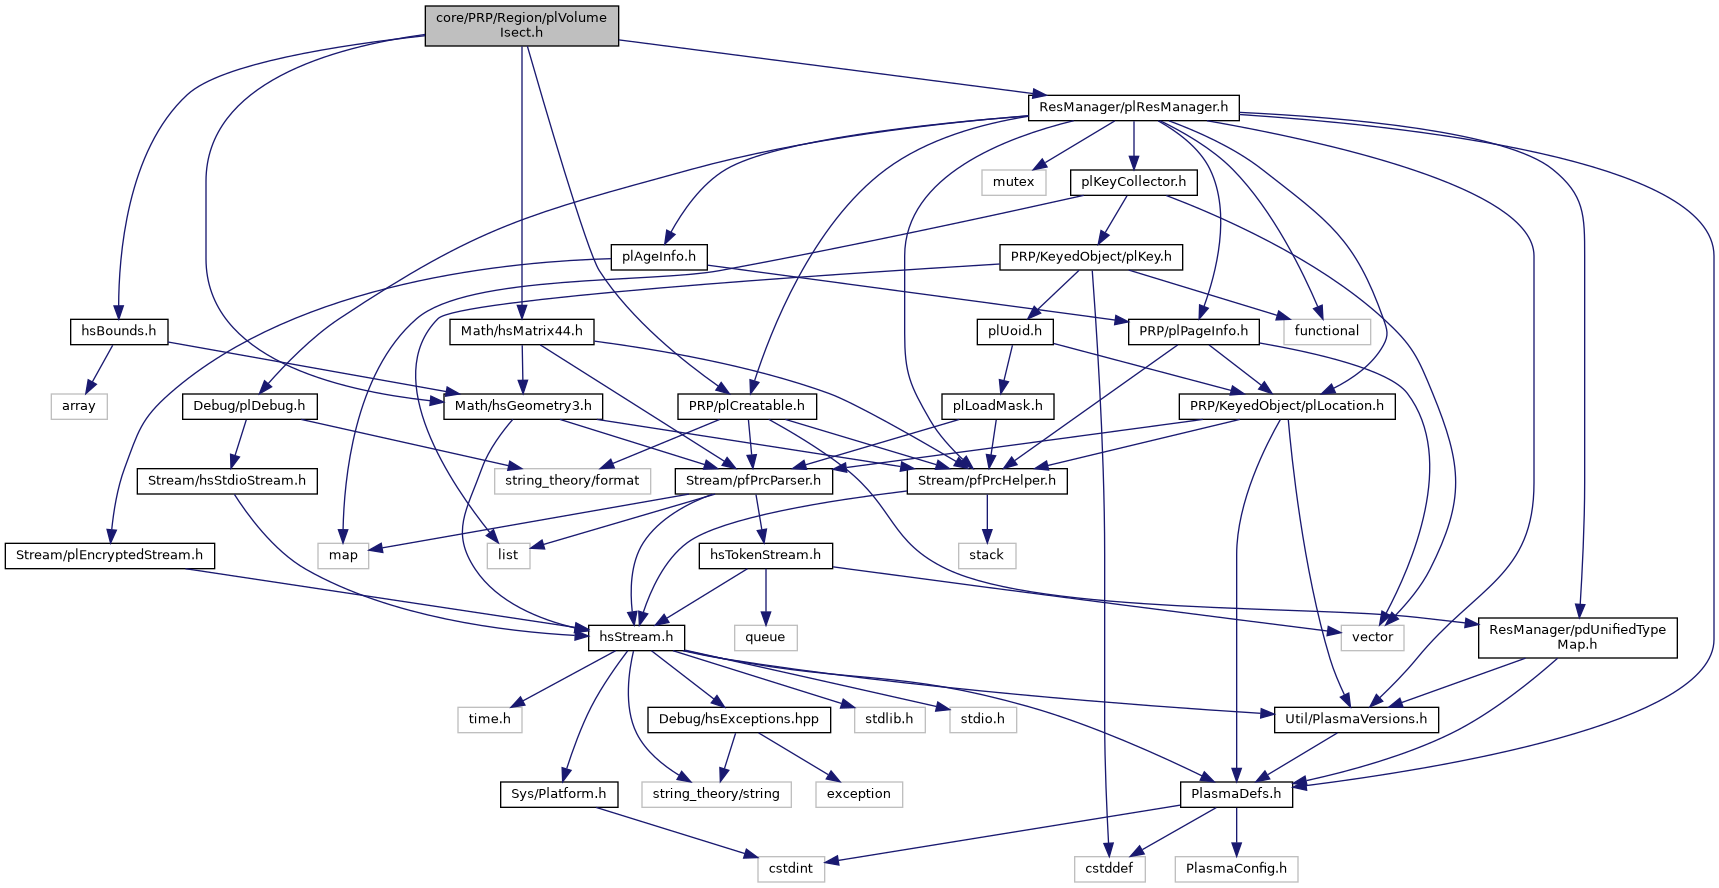 core/PRP/Region/plVolume
Isect.h
ResManager/plResManager.h
mutex
plKeyCollector.h
plAgeInfo.h
PRP/KeyedObject/plKey.h
hsBounds.h
Math/hsMatrix44.h
plUoid.h
PRP/plPageInfo.h
functional
array
Debug/plDebug.h
Math/hsGeometry3.h
PRP/plCreatable.h
plLoadMask.h
PRP/KeyedObject/plLocation.h
Stream/hsStdioStream.h
string_theory/format
Stream/pfPrcParser.h
Stream/pfPrcHelper.h
Stream/plEncryptedStream.h
map
list
hsTokenStream.h
stack
hsStream.h
queue
vector
ResManager/pdUnifiedType
Map.h
time.h
Debug/hsExceptions.hpp
stdlib.h
stdio.h
Util/PlasmaVersions.h
Sys/Platform.h
string_theory/string
exception
PlasmaDefs.h
cstdint
cstddef
PlasmaConfig.h